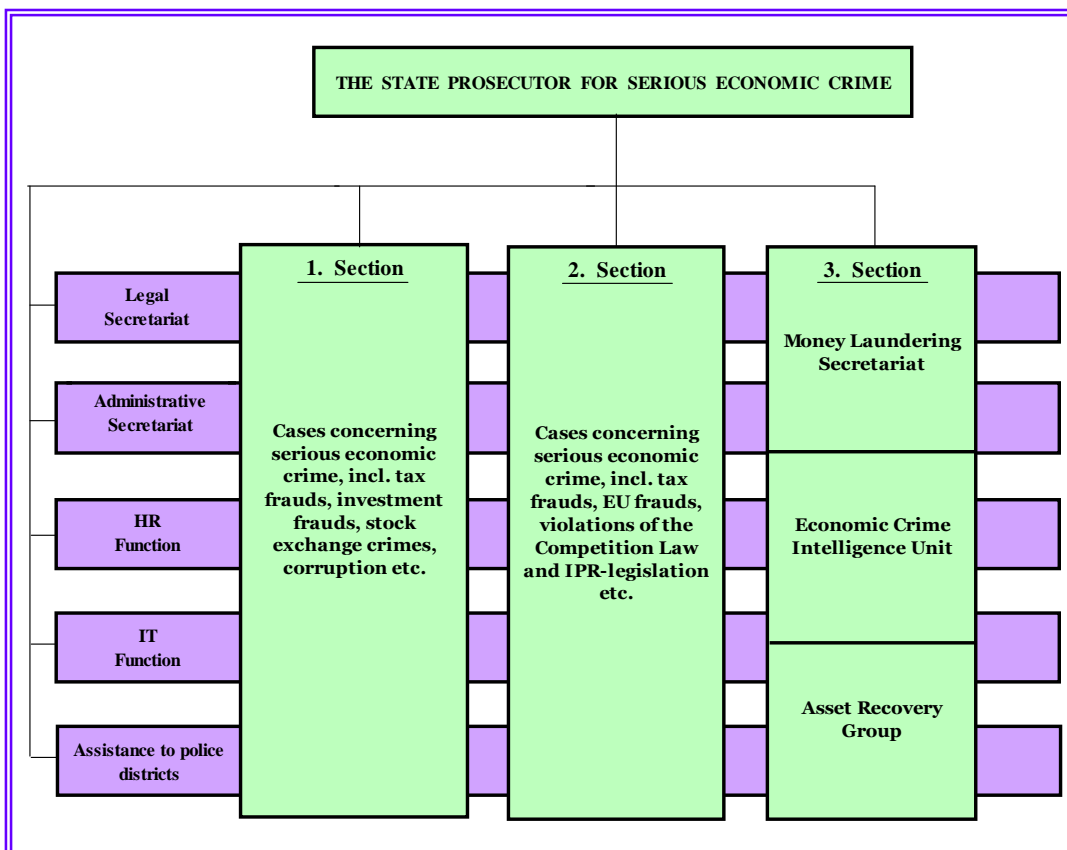 THE STATE PROSECUTOR FOR SERIOUS ECONOMIC CRIME
Legal
Secretariat
Administrative
Secretariat
HR
Function
IT
Function
Assistance to police
districts
1. Section
Cases concerning
serious economic
crime, incl. tax
frauds, investment
frauds, stock
exchange crimes,
corruption etc.
2. Section
Cases concerning
serious economic
crime, incl. tax
frauds, EU frauds,
violations of the
Competition Law
and IPR-legislation
etc.
3. Section
Money Laundering
Secretariat
Economic Crime
Intelligence Unit
Asset Recovery
Group